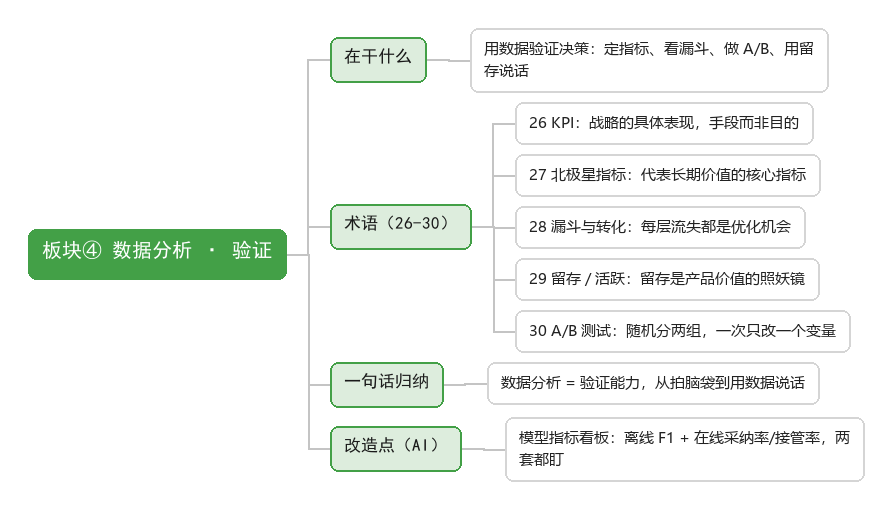 板块④ 数据分析 · 验证
在干什么
用数据验证决策：定指标、看漏斗、做 A/B、用留
存说话
术语（26-30）
26 KPI：战略的具体表现，手段而非目的
27 北极星指标：代表长期价值的核心指标
28 漏斗与转化：每层流失都是优化机会
29 留存 / 活跃：留存是产品价值的照妖镜
30 A/B 测试：随机分两组，一次只改一个变量
一句话归纳
数据分析 = 验证能力，从拍脑袋到用数据说话
改造点（AI）
模型指标看板：离线 F1 + 在线采纳率/接管率，两
套都盯